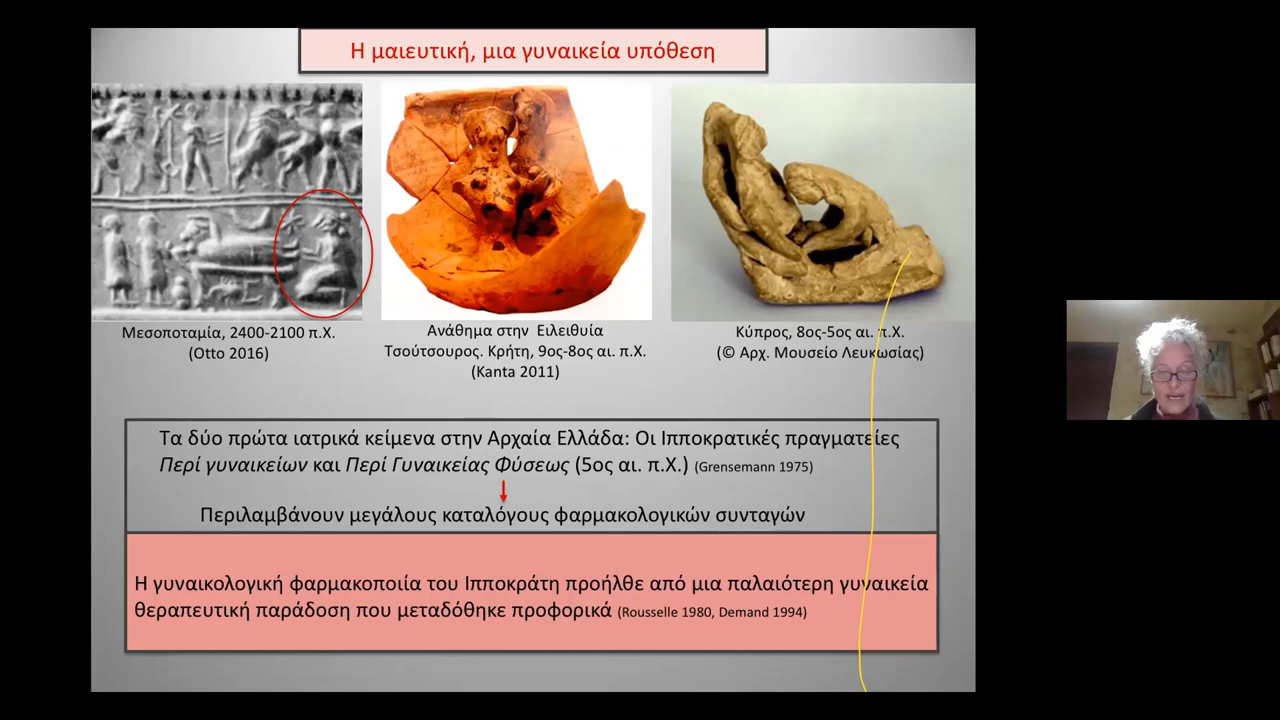 Η μαιευτική, μια γυναικεία υπόθεση
Μεσοποταμία, 2400-2100 π.Χ.
(Otto 2016)
Ανάθημα στην Ειλειθυία
Τσούτσουρος. Κρήτη, 9ος-8ος αι. π.Χ.
(Kanta 2011)
Κύπρος, 8ος-5ος αι. π.Χ.
(© Αρχ. Μουσείο Λευκωσίας)
Τα δύο πρώτα ιατρικά κείμενα στην Αρχαία Ελλάδα: Οι Ιπποκρατικές πραγματείες
Περί γυναικείων και Περί Γυναικείας Φύσεως (5ος αι. π.Χ.) (Grensemann 1975)
Περιλαμβάνουν μεγάλους καταλόγους φαρμακολογικών συνταγών
Η γυναικολογική φαρμακοποιία του Ιπποκράτη προήλθε από μια παλαιότερη γυναικεία
θεραπευτική παράδοση που μεταδόθηκε προφορικά (Rousselle 1980, Demand 1994)